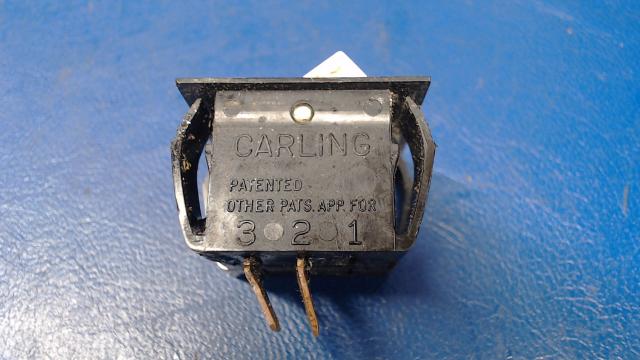 CARLING
PATENTED
OTHER PATS. APP. FOR
3 2 1